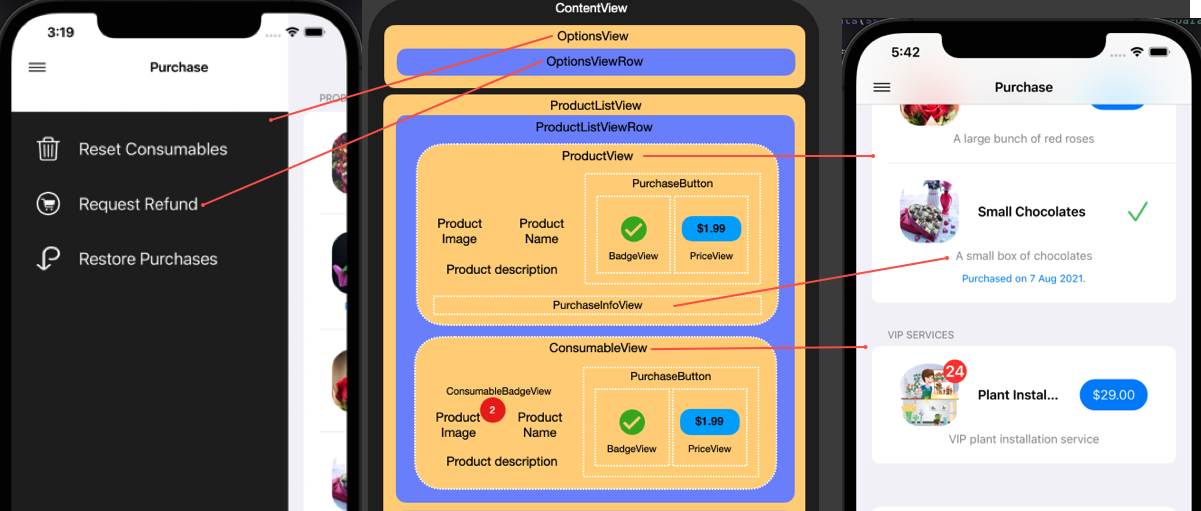 3:19
Purchase
PROD
Reset Consumables
Request Refund
Restore Purchases
ContentView
OptionsView
OptionsViewRow
ProductListView
ProductListViewRow
ProductView
PurchaseButton
Product
Image
Product
Name
$1.99
BadgeView
PriceView
Product description
PurchaseInfoView
ConsumableView
PurchaseButton
ConsumableBadgeView
2
Product
Image
Product
Name
$1.99
BadgeView
PriceView
Product description
5:42
Purchase
A large bunch of red roses
Small Chocolates
A small box of chocolates
Purchased on 7 Aug 2021.
VIP SERVICES
24
Plant Instal...
$29.00
VIP plant installation service